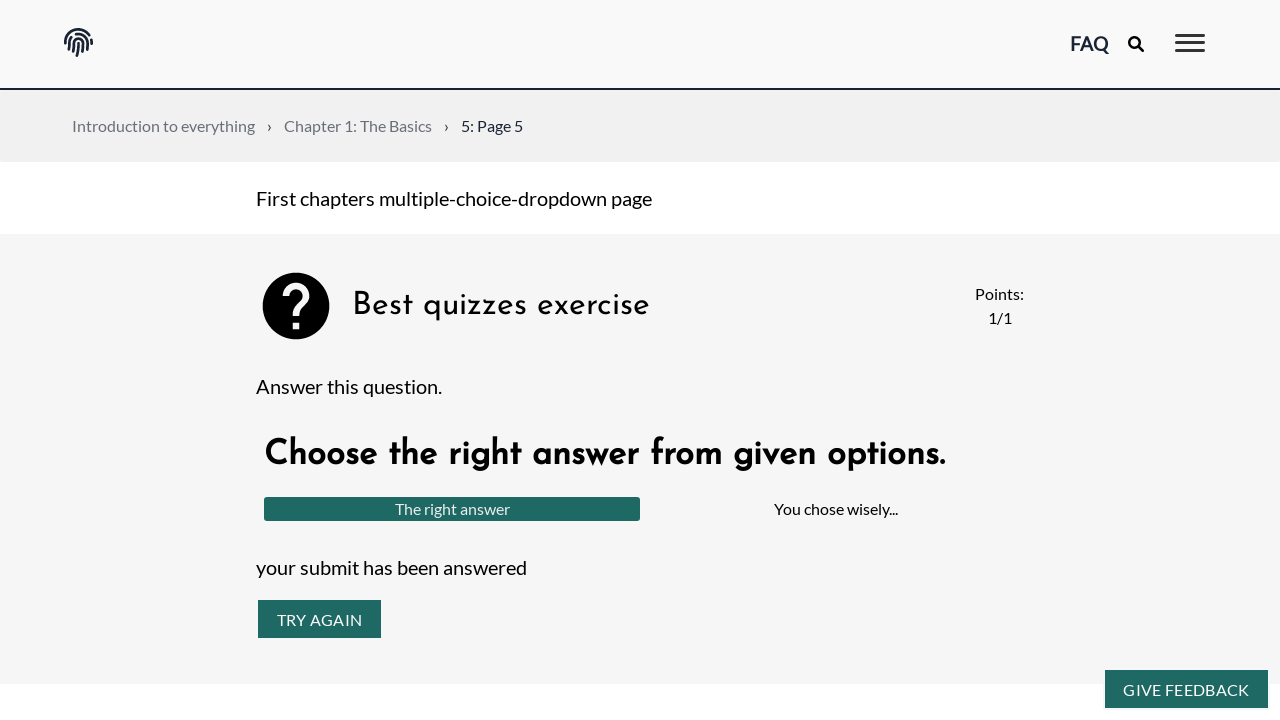 FAQ
Introduction to everything › Chapter 1: The Basics › 5: Page 5
First chapters multiple-choice-dropdown page
Best quizzes exercise
Points:
1/1
Answer this question.
Choose the right answer from given options.
The right answer
You chose wisely...
your submit has been answered
TRY AGAIN
GIVE FEEDBACK